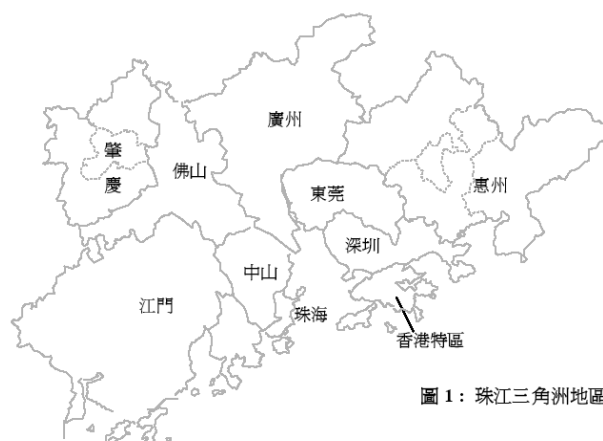 廣州
肇
慶
佛山
東莞
惠州
深圳
中山
江門
珠海
香港特區
圖 1 : 珠江三角洲地區